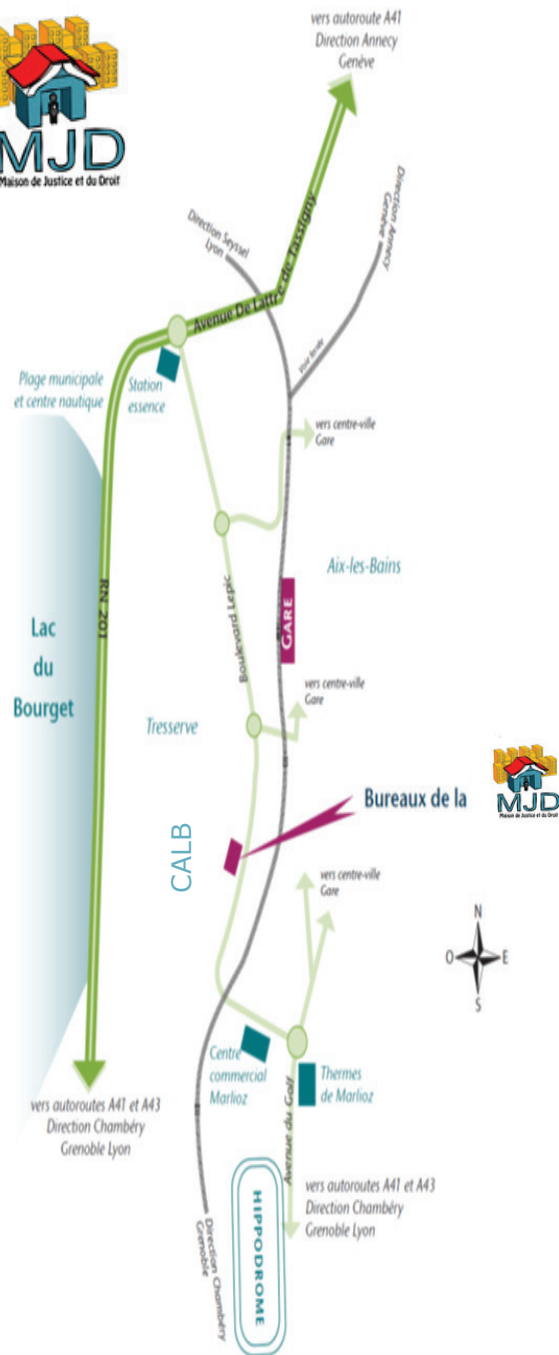 MJD
Maison de Justice et du Droit
vers autoroute A41
Direction Annecy
Genève
Direction Seyssel
Lyon
Direction Annecy
Genève
Avenue De Lattre de Tassigny
Voie ferrée
Plage municipale
et centre nautique
Station
essence
vers centre-ville
Gare
RN 201
Aix-les-Bains
Boulevard Lepic
GARE
Lac
du
Bourget
vers centre-ville
Gare
Tresserve
Bureaux de la
MJD
Maison de Justice et du Droit
CALB
vers centre-ville
Gare
N
O
E
S
Centre
commercial
Marlioz
Thermes
de Marlioz
Avenue du Golf
vers autoroutes A41 et A43
Direction Chambéry
Grenoble Lyon
vers autoroutes A41 et A43
Direction Chambéry
Grenoble Lyon
HIPPODROME
Direction Chambéry
Grenoble